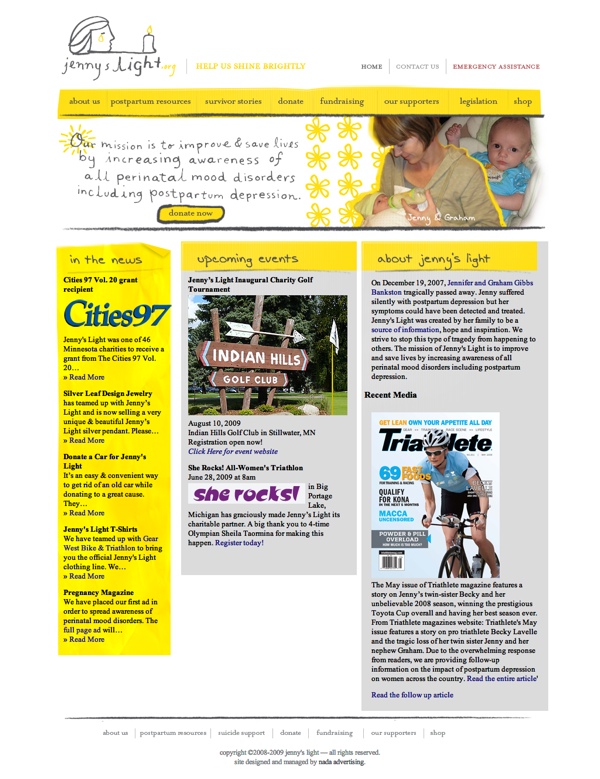 jenny's light.org
HELP US SHINE BRIGHTLY
HOME
CONTACT US
EMERGENCY ASSISTANCE
about us
postpartum resources
survivor stories
donate
fundraising
our supporters
legislation
shop
Our mission is to improve & save lives
by increasing awareness of
all perinatal mood disorders
including postpartum depression.
donate now
Jenny & Graham
in the news
Cities 97 Vol. 20 grant
recipient
Cities97
Jenny's Light was one of 46
Minnesota charities to receive a
grant from The Cities 97 Vol.
20…
» Read More
Silver Leaf Design Jewelry
has teamed up with Jenny's
Light and is now selling a very
unique & beautiful Jenny's
Light silver pendant. Please…
» Read More
Donate a Car for Jenny's
Light
It's an easy & convenient way
to get rid of an old car while
donating to a great cause.
They…
» Read More
Jenny's Light T-Shirts
We have teamed up with Gear
West Bike & Triathlon to bring
you the official Jenny's Light
clothing line. We…
» Read More
Pregnancy Magazine
We have placed our first ad in
order to spread awareness of
perinatal mood disorders. The
full page ad will…
» Read More
upcoming events
Jenny's Light Inaugural Charity Golf
Tournament
INDIAN HILLS
GOLF CLUB
August 10, 2009
Indian Hills Golf Club in Stillwater, MN
Registration open now!
Click Here for event website
She Rocks! All-Women's Triathlon
June 28, 2009 at 8am
she rocks!
in Big
Portage
Lake,
Michigan has graciously made Jenny's Light its
charitable partner. A big thank you to 4-time
Olympian Sheila Taormina for making this
happen. Register today!
about jenny's light
On December 19, 2007, Jennifer and Graham Gibbs
Bankston tragically passed away. Jenny suffered
silently with postpartum depression but her
symptoms could have been detected and treated.
Jenny's Light was created by her family to be a
source of information, hope and inspiration. We
strive to stop this type of tragedy from happening to
others. The mission of Jenny's Light is to improve
and save lives by increasing awareness of all
perinatal mood disorders including postpartum
depression.
Recent Media
GET LEAN OWN YOUR APPETITE ALL DAY
Triathlete
69 FAST
FOODS
FOR TRAINING & RACING
QUALIFY
FOR KONA
IN THE NEXT 6 MONTHS
MACCA
UNCENSORED
POWDER & PILL
OVERLOAD
The May issue of Triathlete magazine features a
story on Jenny's twin-sister Becky and her
unbelievable 2008 season, winning the prestigious
Toyota Cup overall and having her best season ever.
From Triathlete magazines website: Triathlete's May
issue features a story on pro triathlete Becky Lavelle
and the tragic loss of her twin sister Jenny and her
nephew Graham. Due to the overwhelming response
from readers, we are providing follow-up
information on the impact of postpartum depression
on women across the country. Read the entire article'
Read the follow up article
about us
postpartum resources
suicide support
donate
fundraising
our supporters
shop
copyright ©2008-2009 jenny's light — all rights reserved.
site designed and managed by nada advertising.